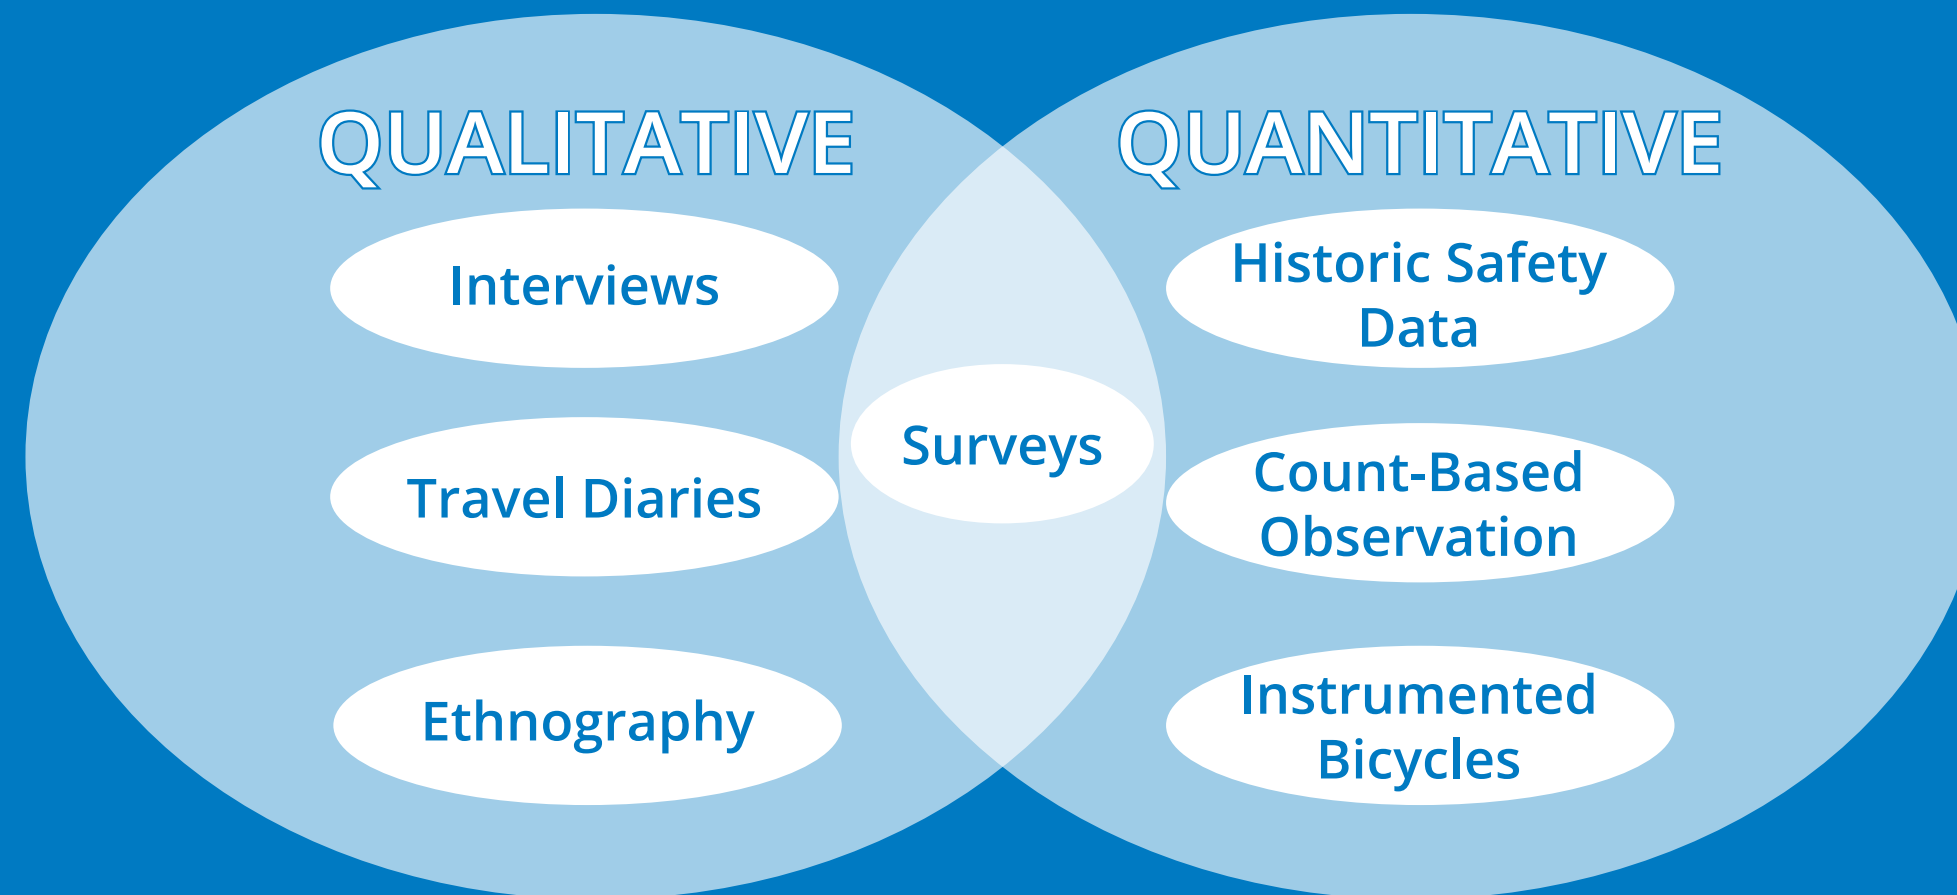 QUALITATIVE
Interviews
Travel Diaries
Ethnography
Surveys
QUANTITATIVE
Historic Safety
Data
Count-Based
Observation
Instrumented
Bicycles